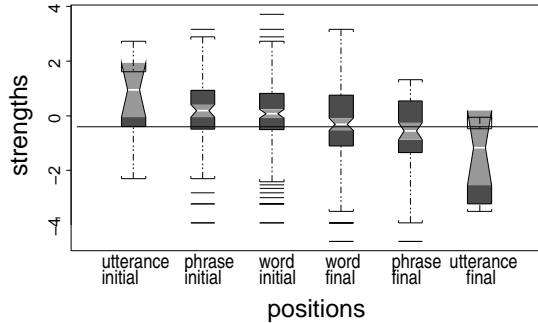 4
2
0
−2
−4
strengths
utterance phrase word word phrase utterance
initial initial initial final final final
positions